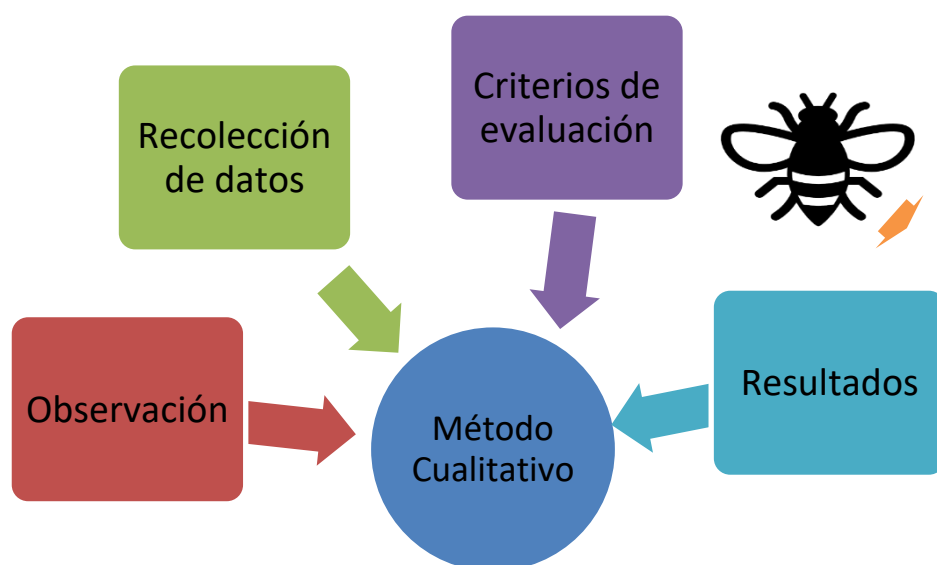 Criterios de
evaluación
Recolección
de datos
Observación
Resultados
Método
Cualitativo